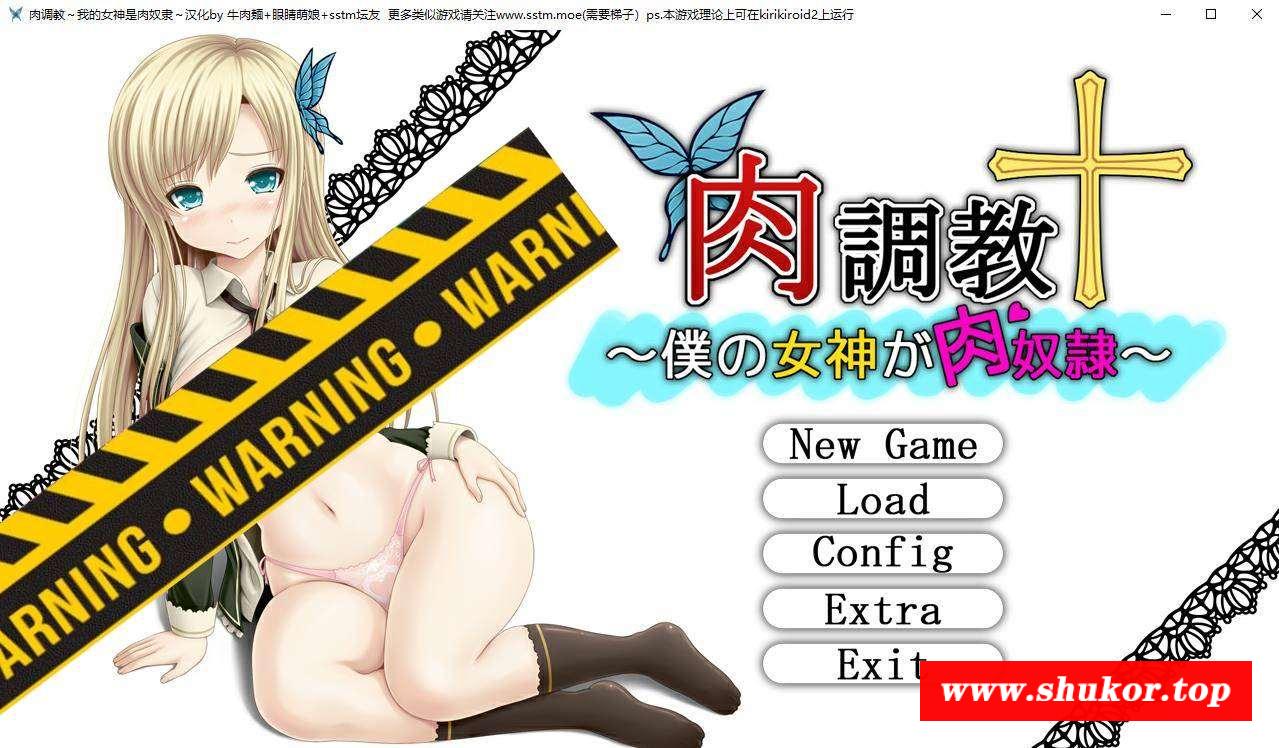 肉调教～我的女神是肉奴隶～汉化by 牛肉麵+眼睛萌娘+sstm坛友 更多类似游戏请关注www.sstm.moe(需要梯子）ps.本游戏理论上可在kirikiroid2上运行
肉調教
～僕の女神が肉奴隷～
WARNING • WARNING • WARNI
ARNING
New Game
Load
Config
Extra
Exit
www.shukor.top